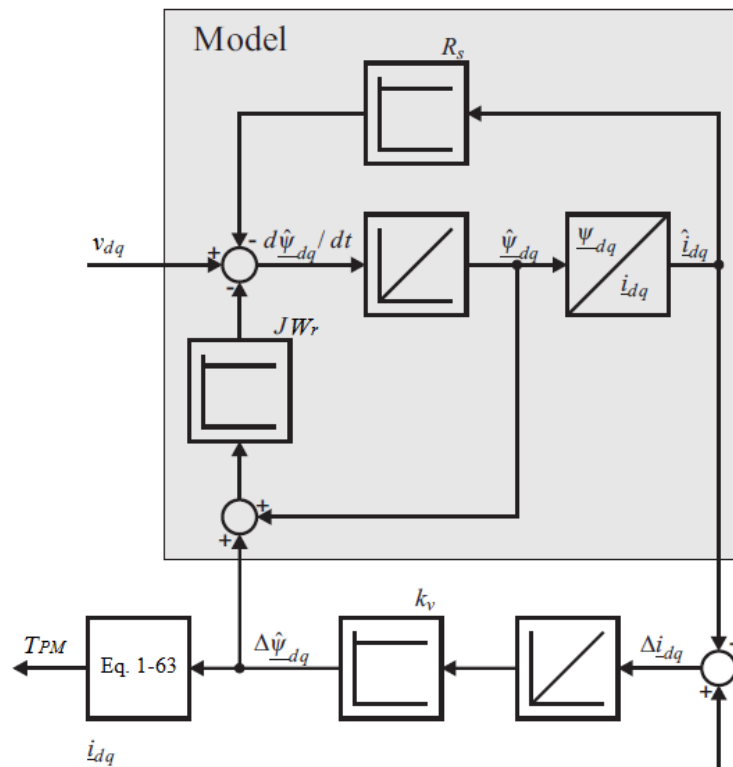 Model
R_s
v_dq
+
-
-
dψ̂_dq/dt
ψ̂_dq
ψ_dq
i_dq
î_dq
JW_r
+
+
k_v
T_PM
Eq. 1-63
Δψ̂_dq
Δi_dq
-
+
i_dq